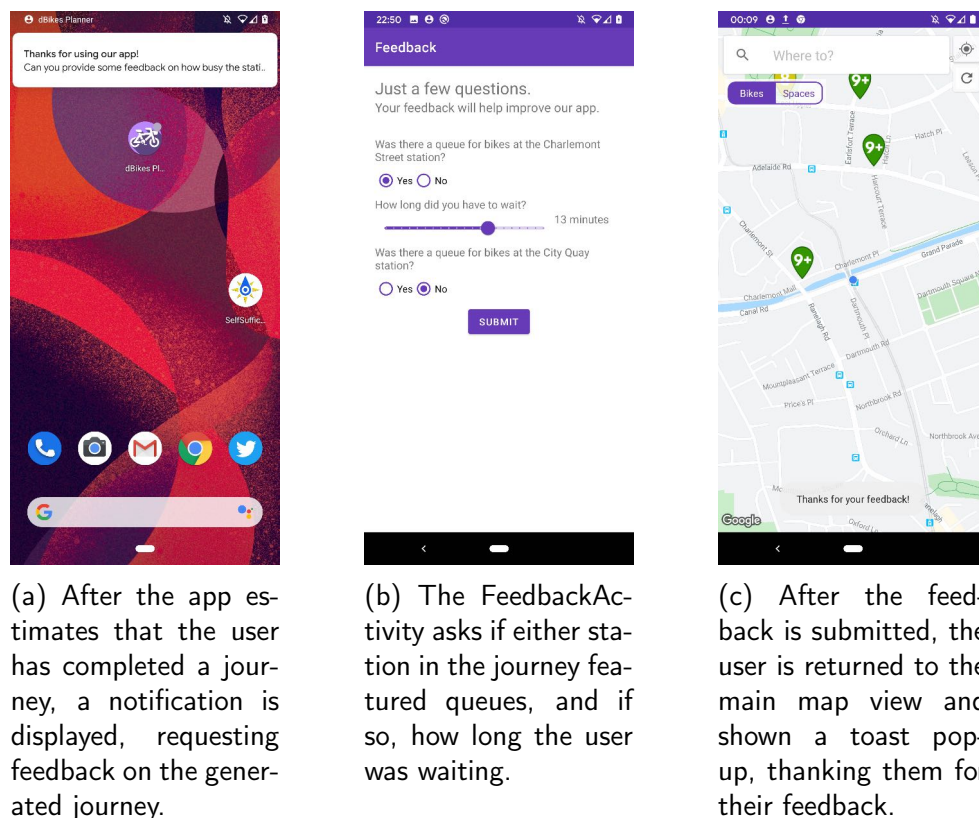 dBikes Planner
Thanks for using our app!
Can you provide some feedback on how busy the stati..
dBikes Pl...
SelfSuffic...
G
(a) After the app es-
timates that the user
has completed a jour-
ney, a notification is
displayed, requesting
feedback on the gener-
ated journey.
22:50
Feedback
Just a few questions.
Your feedback will help improve our app.
Was there a queue for bikes at the Charlemont
Street station?
Yes No
How long did you have to wait?
13 minutes
Was there a queue for bikes at the City Quay
station?
Yes No
SUBMIT
(b) The FeedbackAc-
tivity asks if either sta-
tion in the journey fea-
tured queues, and if
so, how long the user
was waiting.
00:09
Where to?
Bikes Spaces
9+
Hatch Pl
Earlsfort Terrace
9+
Hatch Ln
Adelaide Rd
Harcourt Terrace
Leeson
Charlemont St
9+
Charlemont Pl
Grand Parade
Dartmouth Square
Charlemont Mall
Canal Rd
Ranelagh Rd
Dartmouth Pl
Dartmouth Rd
Mountpleasant Terrace
Price's Pl
Northbrook Rd
Orchard Ln
Northbrook Ave
Thanks for your feedback!
Google
Oxford
(c) After the feed-
back is submitted, the
user is returned to the
main map view and
shown a toast pop-
up, thanking them for
their feedback.